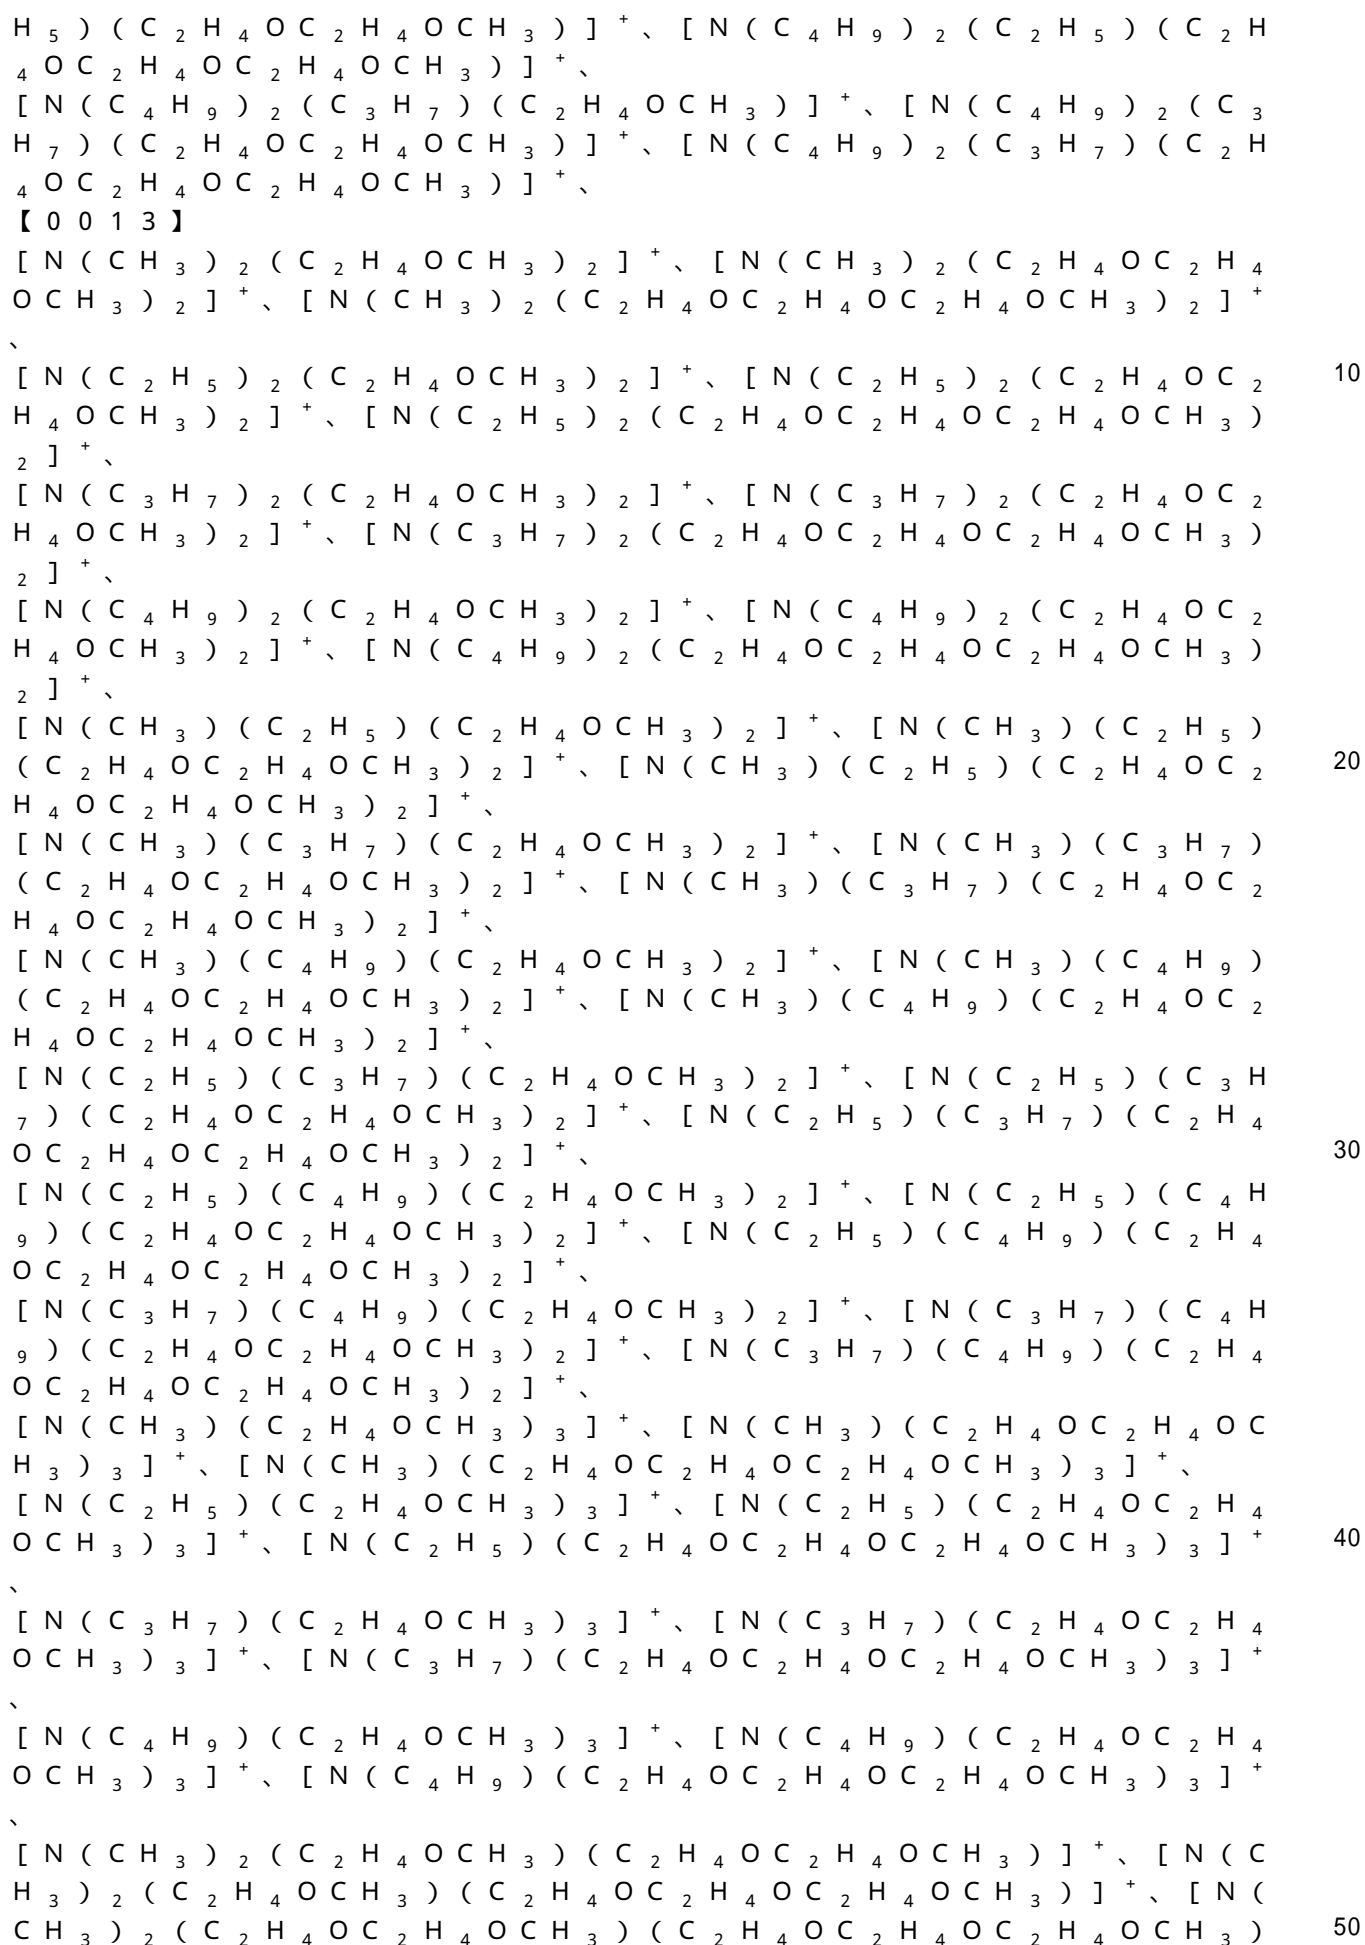 H₅)(C₂H₄OC₂H₄OCH₃)]⁺、[N(C₄H₉)₂(C₂H₅)(C₂H
₄OC₂H₄OC₂H₄OCH₃)]⁺、
[N(C₄H₉)₂(C₃H₇)(C₂H₄OCH₃)]⁺、[N(C₄H₉)₂(C₃
H₇)(C₂H₄OC₂H₄OCH₃)]⁺、[N(C₄H₉)₂(C₃H₇)(C₂H
₄OC₂H₄OC₂H₄OCH₃)]⁺、
【0013】
[N(CH₃)₂(C₂H₄OCH₃)₂]⁺、[N(CH₃)₂(C₂H₄OC₂H₄
OCH₃)₂]⁺、[N(CH₃)₂(C₂H₄OC₂H₄OC₂H₄OCH₃)₂]⁺
、
[N(C₂H₅)₂(C₂H₄OCH₃)₂]⁺、[N(C₂H₅)₂(C₂H₄OC₂ 10
H₄OCH₃)₂]⁺、[N(C₂H₅)₂(C₂H₄OC₂H₄OC₂H₄OCH₃)
₂]⁺、
[N(C₃H₇)₂(C₂H₄OCH₃)₂]⁺、[N(C₃H₇)₂(C₂H₄OC₂
H₄OCH₃)₂]⁺、[N(C₃H₇)₂(C₂H₄OC₂H₄OC₂H₄OCH₃)
₂]⁺、
[N(C₄H₉)₂(C₂H₄OCH₃)₂]⁺、[N(C₄H₉)₂(C₂H₄OC₂
H₄OCH₃)₂]⁺、[N(C₄H₉)₂(C₂H₄OC₂H₄OC₂H₄OCH₃)
₂]⁺、
[N(CH₃)(C₂H₅)(C₂H₄OCH₃)₂]⁺、[N(CH₃)(C₂H₅)
(C₂H₄OC₂H₄OCH₃)₂]⁺、[N(CH₃)(C₂H₅)(C₂H₄OC₂ 20
H₄OC₂H₄OCH₃)₂]⁺、
[N(CH₃)(C₃H₇)(C₂H₄OCH₃)₂]⁺、[N(CH₃)(C₃H₇)
(C₂H₄OC₂H₄OCH₃)₂]⁺、[N(CH₃)(C₃H₇)(C₂H₄OC₂
H₄OC₂H₄OCH₃)₂]⁺、
[N(CH₃)(C₄H₉)(C₂H₄OCH₃)₂]⁺、[N(CH₃)(C₄H₉)
(C₂H₄OC₂H₄OCH₃)₂]⁺、[N(CH₃)(C₄H₉)(C₂H₄OC₂
H₄OC₂H₄OCH₃)₂]⁺、
[N(C₂H₅)(C₃H₇)(C₂H₄OCH₃)₂]⁺、[N(C₂H₅)(C₃H
₇)(C₂H₄OC₂H₄OCH₃)₂]⁺、[N(C₂H₅)(C₃H₇)(C₂H₄
OC₂H₄OC₂H₄OCH₃)₂]⁺、 30
[N(C₂H₅)(C₄H₉)(C₂H₄OCH₃)₂]⁺、[N(C₂H₅)(C₄H
₉)(C₂H₄OC₂H₄OCH₃)₂]⁺、[N(C₂H₅)(C₄H₉)(C₂H₄
OC₂H₄OC₂H₄OCH₃)₂]⁺、
[N(C₃H₇)(C₄H₉)(C₂H₄OCH₃)₂]⁺、[N(C₃H₇)(C₄H
₉)(C₂H₄OC₂H₄OCH₃)₂]⁺、[N(C₃H₇)(C₄H₉)(C₂H₄
OC₂H₄OC₂H₄OCH₃)₂]⁺、
[N(CH₃)(C₂H₄OCH₃)₃]⁺、[N(CH₃)(C₂H₄OC₂H₄OC
H₃)₃]⁺、[N(CH₃)(C₂H₄OC₂H₄OC₂H₄OCH₃)₃]⁺、
[N(C₂H₅)(C₂H₄OCH₃)₃]⁺、[N(C₂H₅)(C₂H₄OC₂H₄
OCH₃)₃]⁺、[N(C₂H₅)(C₂H₄OC₂H₄OC₂H₄OCH₃)₃]⁺ 40
、
[N(C₃H₇)(C₂H₄OCH₃)₃]⁺、[N(C₃H₇)(C₂H₄OC₂H₄
OCH₃)₃]⁺、[N(C₃H₇)(C₂H₄OC₂H₄OC₂H₄OCH₃)₃]⁺
、
[N(C₄H₉)(C₂H₄OCH₃)₃]⁺、[N(C₄H₉)(C₂H₄OC₂H₄
OCH₃)₃]⁺、[N(C₄H₉)(C₂H₄OC₂H₄OC₂H₄OCH₃)₃]⁺
、
[N(CH₃)₂(C₂H₄OCH₃)(C₂H₄OC₂H₄OCH₃)]⁺、[N(C
H₃)₂(C₂H₄OCH₃)(C₂H₄OC₂H₄OC₂H₄OCH₃)]⁺、[N(
CH₃)₂(C₂H₄OC₂H₄OCH₃)(C₂H₄OC₂H₄OC₂H₄OCH₃) 50